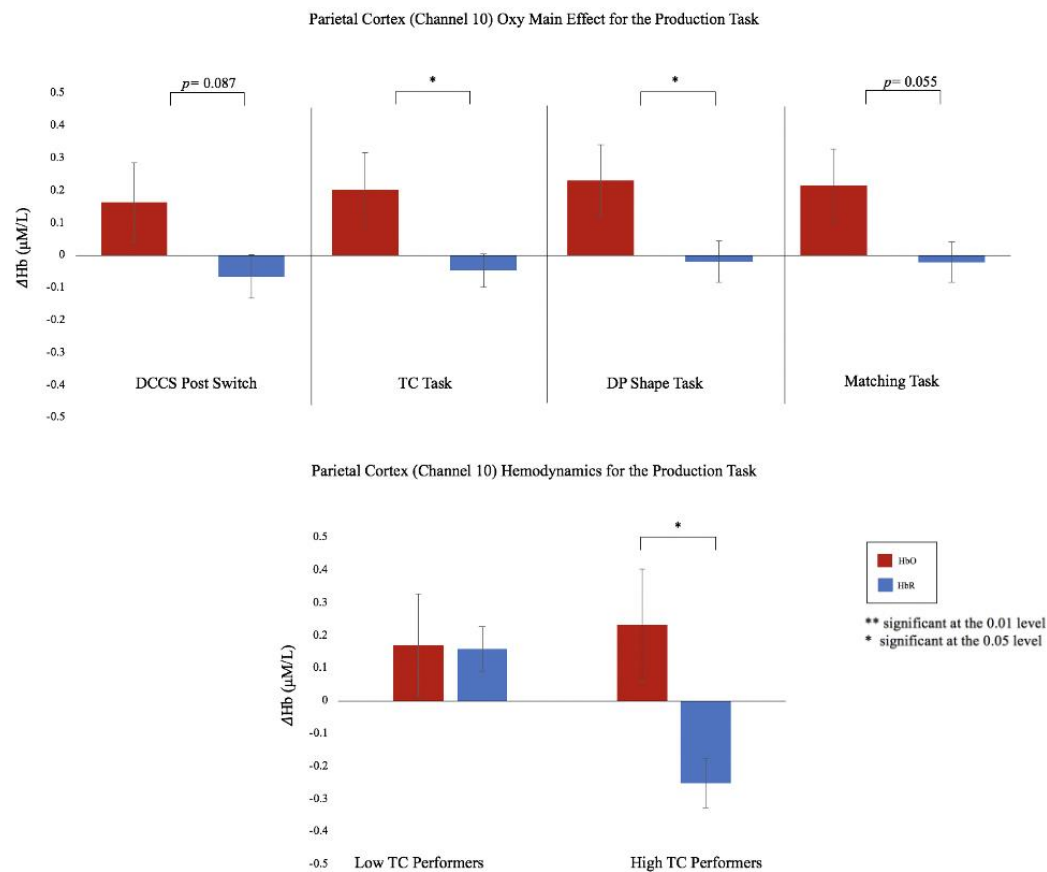 Parietal Cortex (Channel 10) Oxy Main Effect for the Production Task
p= 0.087
*
*
p= 0.055
0.5
0.4
0.3
0.2
0.1
0
-0.1
-0.2
-0.3
-0.4
-0.5
ΔHb (μM/L)
DCCS Post Switch
TC Task
DP Shape Task
Matching Task
Parietal Cortex (Channel 10) Hemodynamics for the Production Task
*
0.5
0.4
0.3
0.2
0.1
0
-0.1
-0.2
-0.3
-0.4
-0.5
ΔHb (μM/L)
Low TC Performers
High TC Performers
HbO
HbR
** significant at the 0.01 level
* significant at the 0.05 level